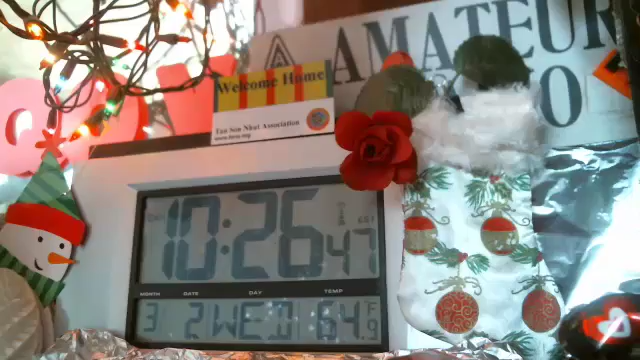 AMATEUR
Welcome Home
Tan Son Nhut Association
10:26 47
MONTH DATE DAY TEMP
3 2 WED 64.9 °F